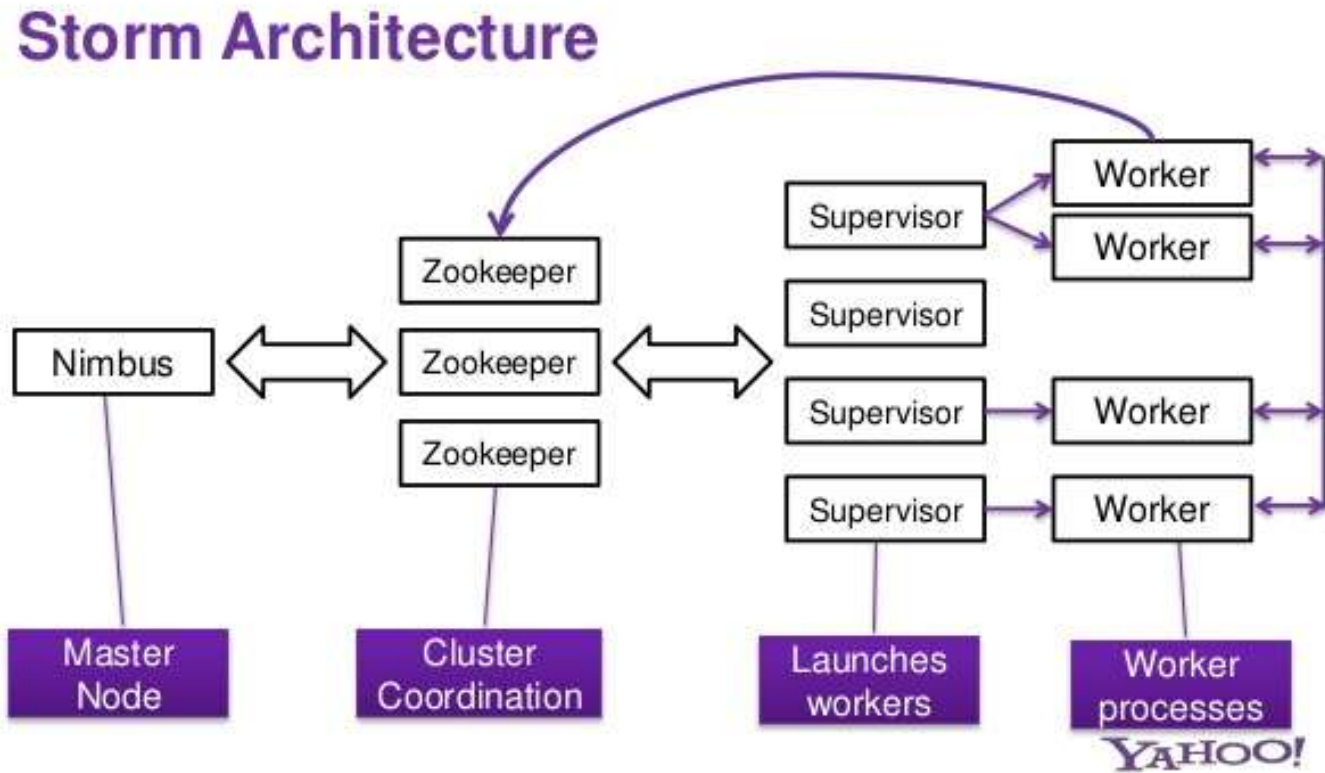 Storm Architecture
Nimbus
Zookeeper
Zookeeper
Zookeeper
Supervisor
Supervisor
Supervisor
Supervisor
Worker
Worker
Worker
Worker
Master
Node
Cluster
Coordination
Launches
workers
Worker
processes
YAHOO!